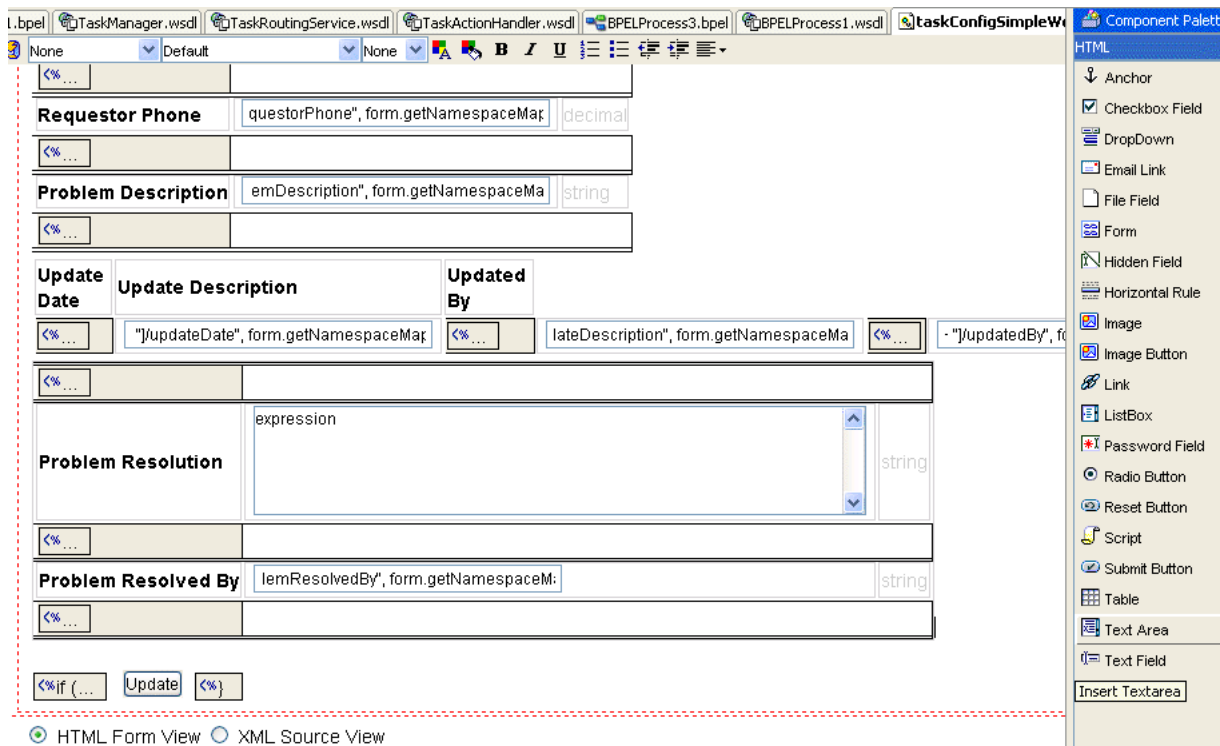 1.bpel TaskManager.wsdl TaskRoutingService.wsdl TaskActionHandler.wsdl BPELProcess3.bpel BPELProcess1.wsdl taskConfigSimpleWo
None Default None A B I U
<%...
Requestor Phone questorPhone", form.getNamespaceMap decimal
<%...
Problem Description emDescription", form.getNamespaceMa string
<%...
Update Date Update Description Updated By
<%... "]/updateDate", form.getNamespaceMap <%... lateDescription", form.getNamespaceMa <%... - "]/updatedBy", fo
<%...
Problem Resolution expression string
<%...
Problem Resolved By lemResolvedBy", form.getNamespaceMa string
<%...
<%if (... Update <%}
HTML Form View XML Source View
Component Palett
HTML
Anchor
Checkbox Field
DropDown
Email Link
File Field
Form
Hidden Field
Horizontal Rule
Image
Image Button
Link
ListBox
Password Field
Radio Button
Reset Button
Script
Submit Button
Table
Text Area
Text Field
Insert Textarea